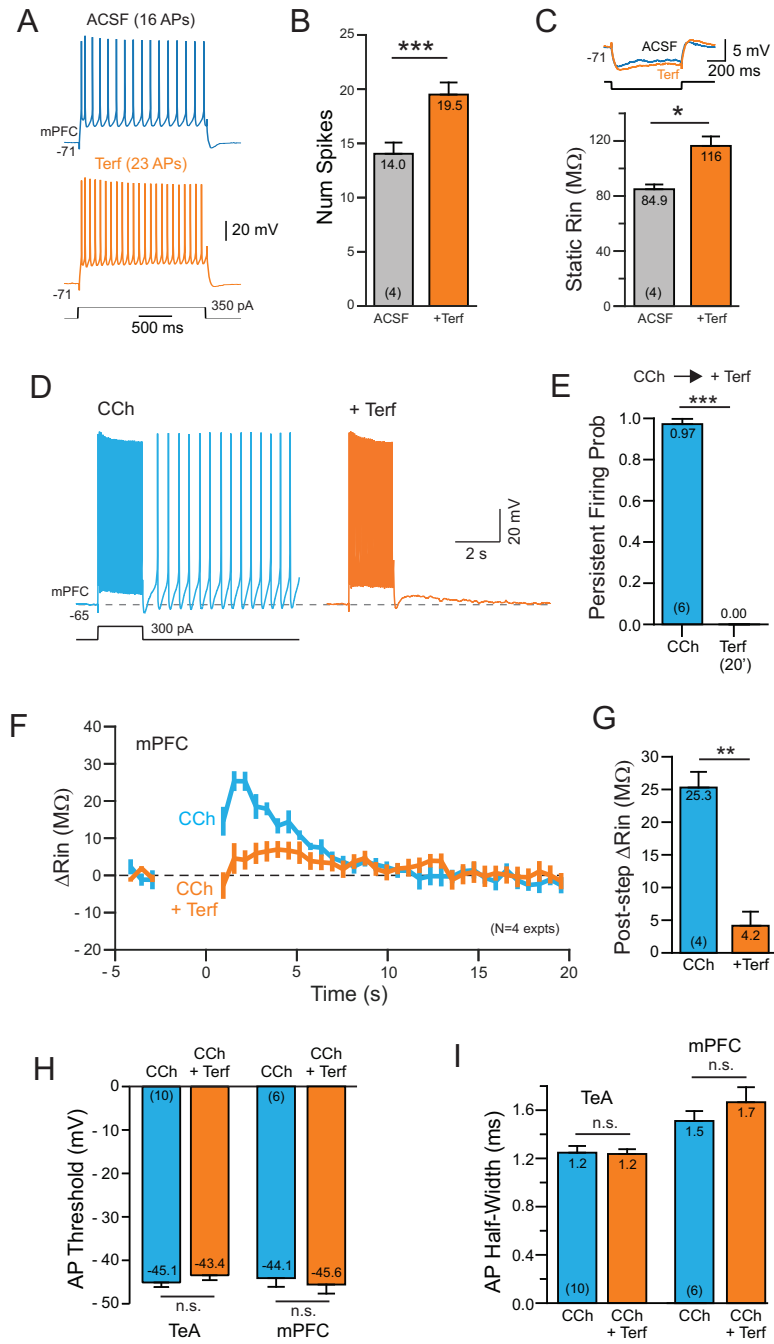 A
ACSF (16 APs)
mPFC
-71
Terf (23 APs)
20 mV
-71
350 pA
500 ms
B
***
Num Spikes
25
20
15
10
5
0
14.0
19.5
(4)
ACSF
+Terf
C
-71
ACSF
Terf
5 mV
200 ms
*
Static Rin (MΩ)
120
80
40
0
84.9
116
(4)
ACSF
+Terf
D
CCh
+ Terf
20 mV
2 s
mPFC
-65
300 pA
E
CCh
+ Terf
***
Persistent Firing Prob
1.0
0.8
0.6
0.4
0.2
0.0
0.97
(6)
0.00
CCh
Terf
(20')
F
mPFC
ΔRin (MΩ)
40
30
20
10
0
- 10
- 20
CCh
CCh
+ Terf
(N=4 expts)
- 5
0
5
10
15
20
Time (s)
G
**
Post-step ΔRin (MΩ)
30
25
20
15
10
5
0
25.3
4.2
(4)
CCh
+Terf
H
CCh
CCh
+ Terf
CCh
CCh
+ Terf
AP Threshold (mV)
0
- 10
- 20
- 30
- 40
- 50
(10)
(6)
-45.1
-43.4
-44.1
-45.6
n.s.
n.s.
TeA
mPFC
I
mPFC
TeA
n.s.
n.s.
AP Half-Width (ms)
1.6
1.2
0.8
0.4
0.0
1.2
1.2
1.5
1.7
(10)
(6)
CCh
CCh
+ Terf
CCh
CCh
+ Terf